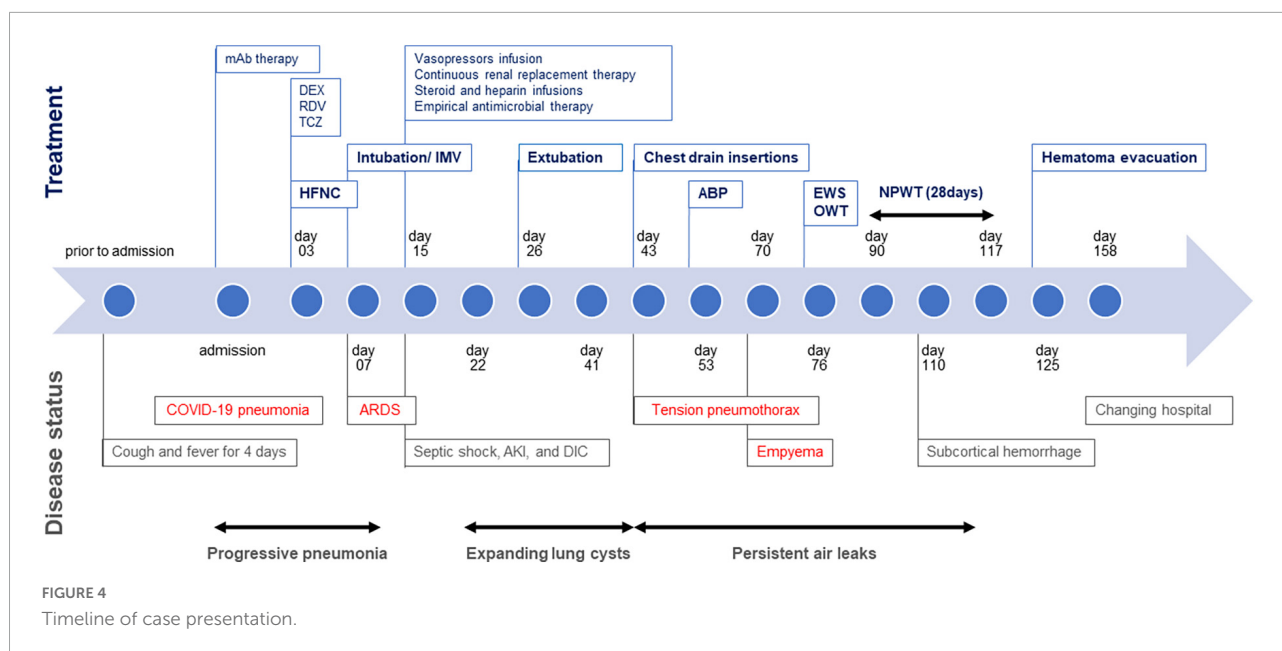 Treatment
mAb therapy
DEX
RDV
TCZ
HFNC
Intubation/ IMV
Vasopressors infusion
Continuous renal replacement therapy
Steroid and heparin infusions
Empirical antimicrobial therapy
Extubation
Chest drain insertions
ABP
EWS
OWT
NPWT (28days)
Hematoma evacuation
prior to admission
day
03
day
15
day
26
day
43
day
70
day
90
day
117
day
158
admission
day
07
day
22
day
41
day
53
day
76
day
110
day
125
Disease status
COVID-19 pneumonia
Cough and fever for 4 days
ARDS
Septic shock, AKI, and DIC
Tension pneumothorax
Empyema
Subcortical hemorrhage
Changing hospital
Progressive pneumonia
Expanding lung cysts
Persistent air leaks
FIGURE 4
Timeline of case presentation.